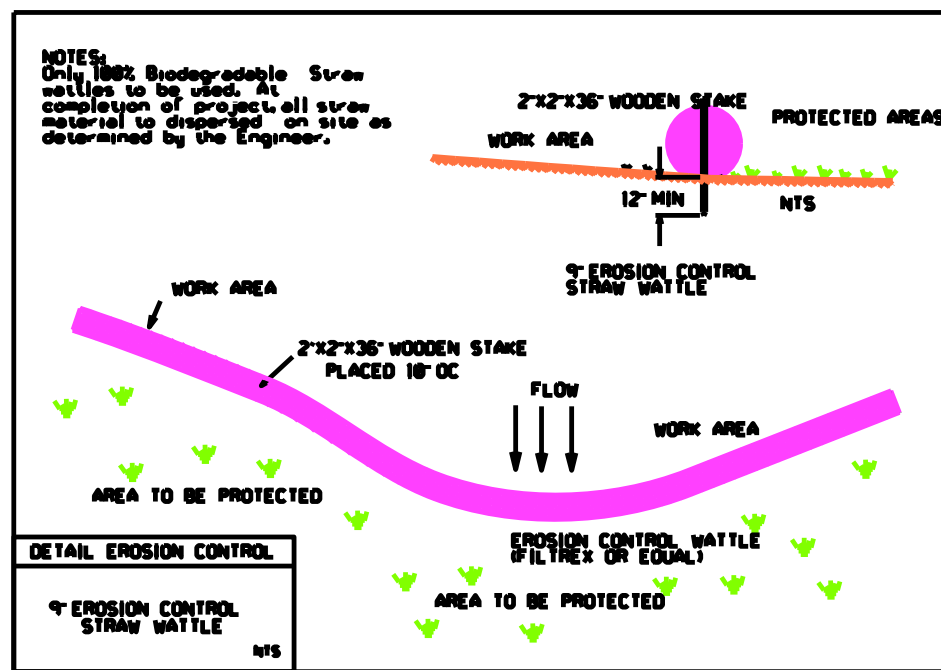 NOTES:
Only 100% Biodegradable Straw
wattles to be used. At
completion of project, all straw
material to dispersed on site as
determined by the Engineer.
2"X2"X36" WOODEN STAKE
PROTECTED AREAS
WORK AREA
12" MIN
NTS
9" EROSION CONTROL
STRAW WATTLE
WORK AREA
2"X2"X36" WOODEN STAKE
PLACED 10" OC
FLOW
WORK AREA
AREA TO BE PROTECTED
EROSION CONTROL WATTLE
(FILTREX OR EQUAL)
AREA TO BE PROTECTED
DETAIL EROSION CONTROL
9" EROSION CONTROL
STRAW WATTLE
NTS